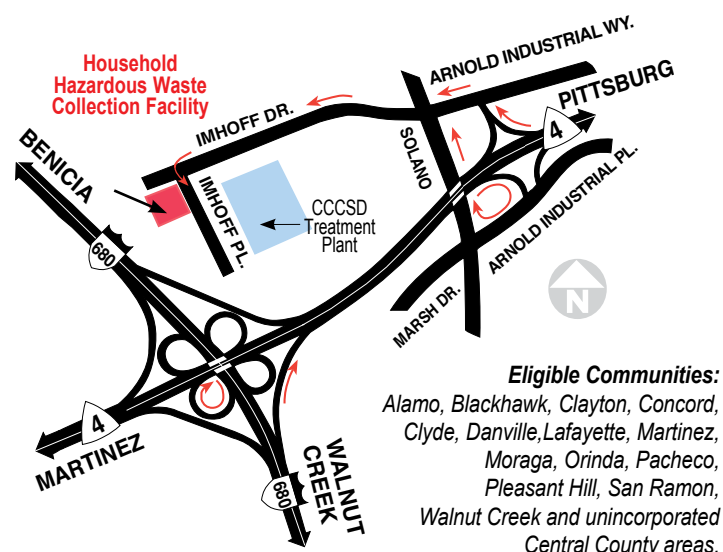 Household
Hazardous Waste
Collection Facility
ARNOLD INDUSTRIAL WY.
PITTSBURG
4
IMHOFF DR.
SOLANO
BENICIA
IMHOFF PL.
CCCSD
Treatment
Plant
ARNOLD INDUSTRIAL PL.
680
MARSH DR.
N
4
MARTINEZ
680
WALNUT
CREEK
Eligible Communities:
Alamo, Blackhawk, Clayton, Concord,
Clyde, Danville,Lafayette, Martinez,
Moraga, Orinda, Pacheco,
Pleasant Hill, San Ramon,
Walnut Creek and unincorporated
Central County areas.